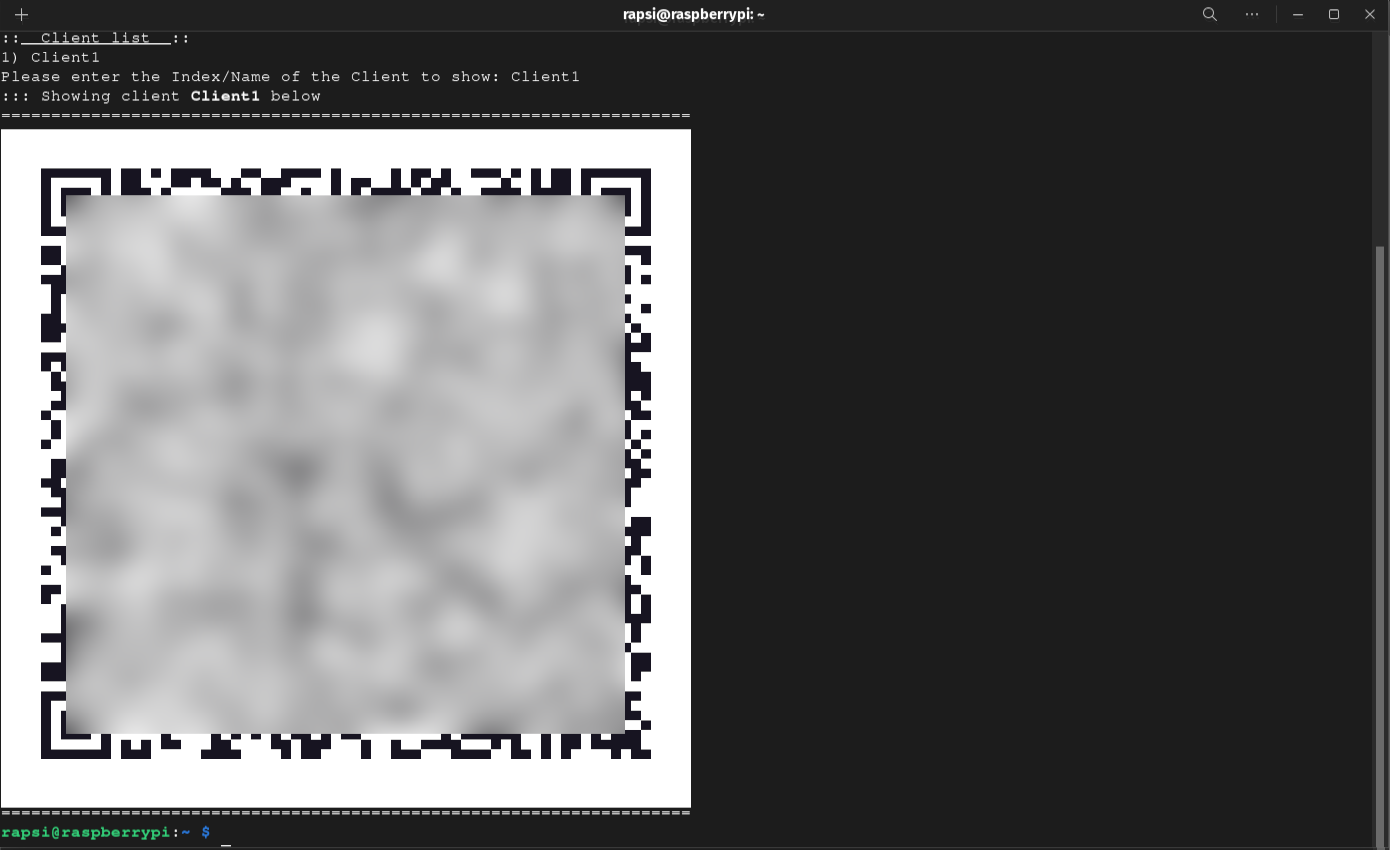 rapsi@raspberrypi: ~
::  Client list  ::
1) Client1
Please enter the Index/Name of the Client to show: Client1
::: Showing client Client1 below
=====================================================================
=====================================================================
rapsi@raspberrypi:~ $